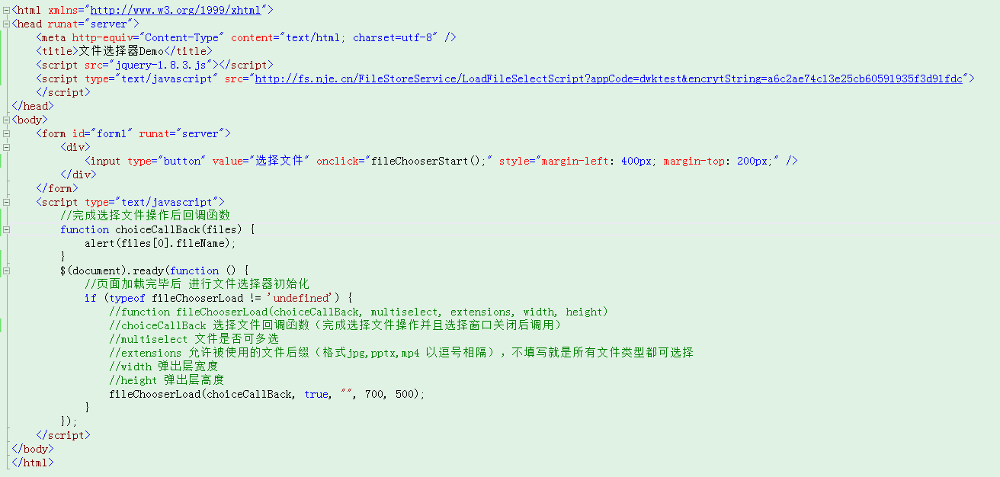 <html xmlns="http://www.w3.org/1999/xhtml">
<head runat="server">
    <meta http-equiv="Content-Type" content="text/html; charset=utf-8" />
    <title>文件选择器Demo</title>
    <script src="jquery-1.8.3.js"></script>
    <script type="text/javascript" src="http://fs.nje.cn/FileStoreService/LoadFileSelectScript?appCode=dwktest&encrytString=a6c2ae74c13e25cb60591935f3d91fdc">
    </script>
</head>
<body>
    <form id="form1" runat="server">
        <div>
            <input type="button" value="选择文件" onclick="fileChooserStart();" style="margin-left: 400px; margin-top: 200px;" />
        </div>
    </form>
    <script type="text/javascript">
        //完成选择文件操作后回调函数
        function choiceCallBack(files) {
            alert(files[0].fileName);
        }
        $(document).ready(function () {
            //页面加载完毕后 进行文件选择器初始化
            if (typeof fileChooserLoad != 'undefined') {
                //function fileChooserLoad(choiceCallBack, multiselect, extensions, width, height)
                //choiceCallBack 选择文件回调函数（完成选择文件操作并且选择窗口关闭后调用）
                //multiselect 文件是否可多选
                //extensions 允许被使用的文件后缀（格式jpg,pptx,mp4 以逗号相隔），不填写就是所有文件类型都可选择
                //width 弹出层宽度
                //height 弹出层高度
                fileChooserLoad(choiceCallBack, true, "", 700, 500);
            }
        });
    </script>
</body>
</html>